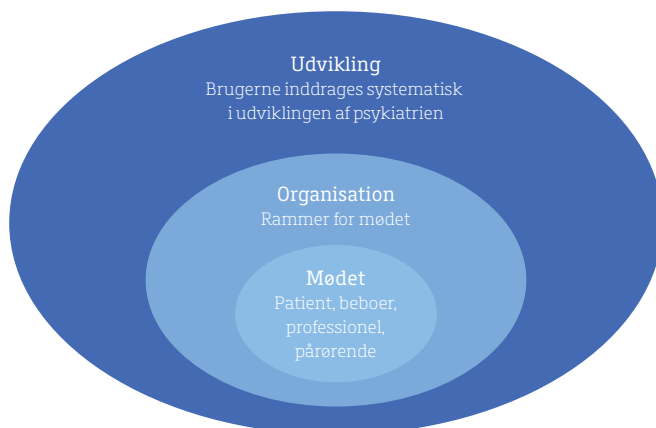 Udvikling
Brugerne inddrages systematisk
i udviklingen af psykiatrien
Organisation
Rammer for mødet
Mødet
Patient, beboer,
professionel,
pårørende